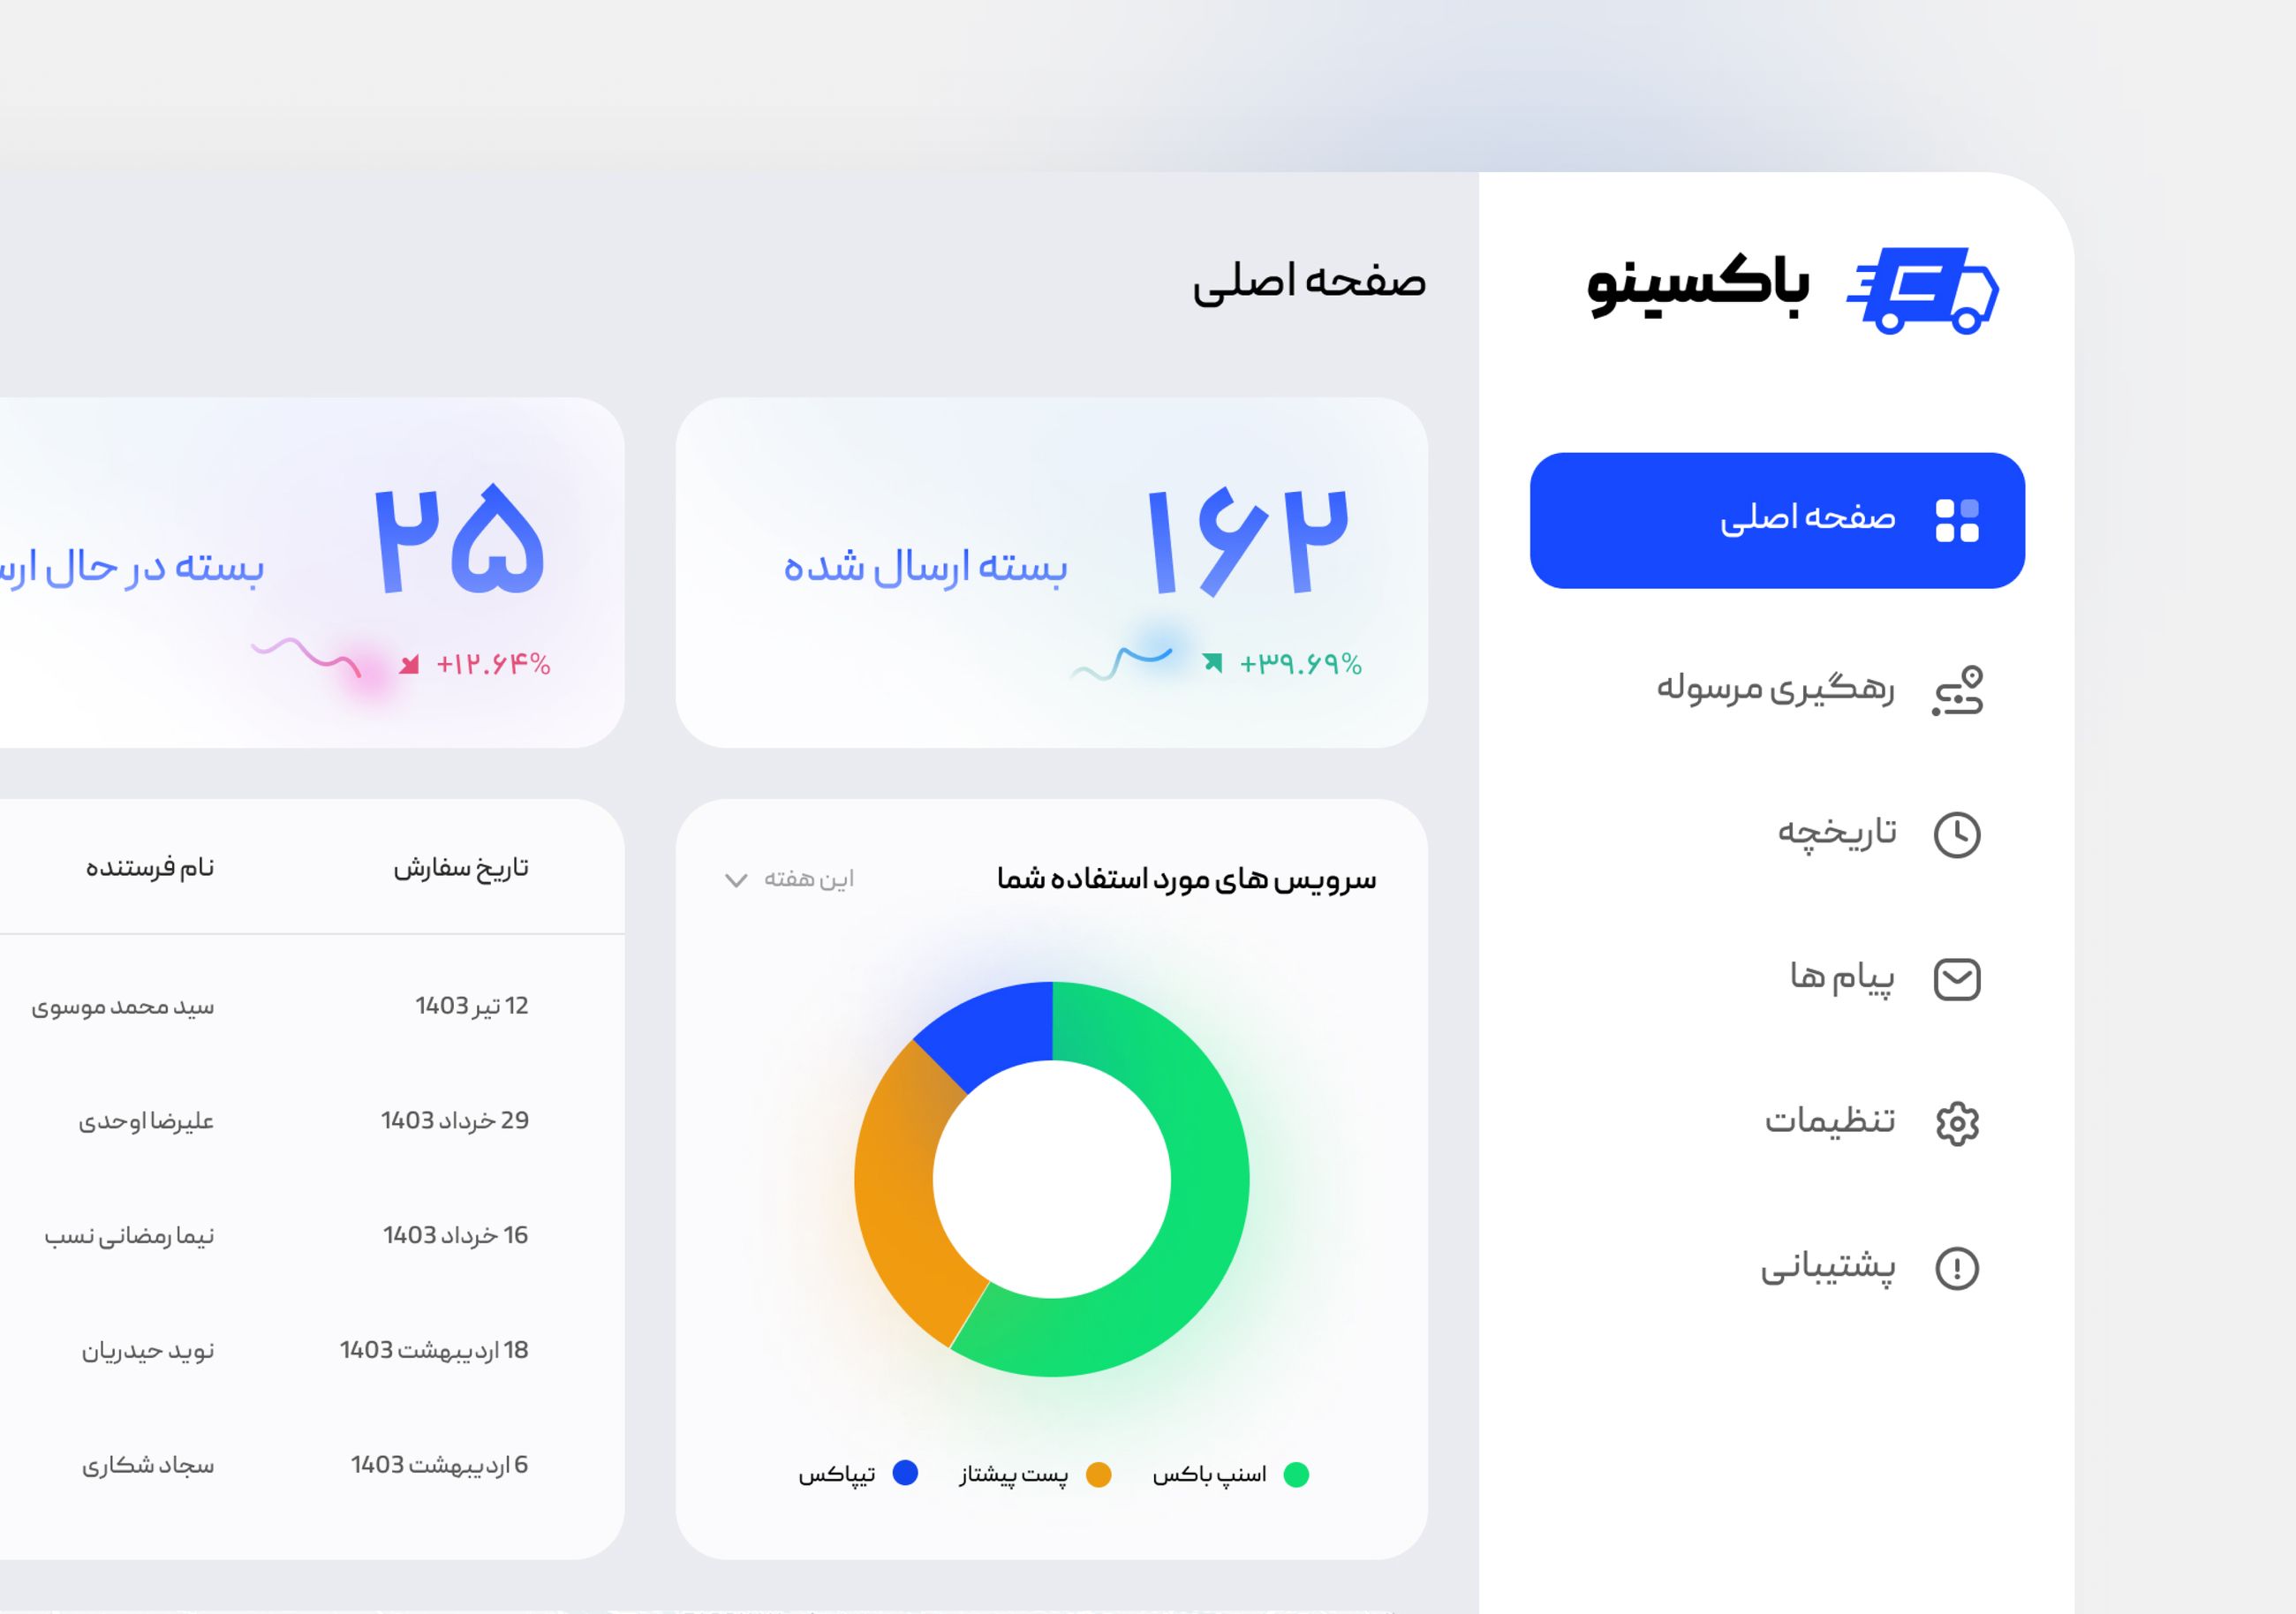 باکسینو
صفحه اصلی
رهگیری مرسوله
تاریخچه
پیام ها
تنظیمات
پشتیبانی
صفحه اصلی
۱۶۲ بسته ارسال شده
+۳۹.۶۹%
۲۵ بسته در حال
+۱۲.۶۴%
سرویس های مورد استفاده شما
این هفته
اسنپ باکس
پست پیشتاز
تیپاکس
تاریخ سفارش نام فرستنده
12 تیر 1403 سید محمد موسوی
29 خرداد 1403 علیرضا اوحدی
16 خرداد 1403 نیما رمضانی نسب
18 اردیبهشت 1403 نوید حیدریان
6 اردیبهشت 1403 سجاد شکاری